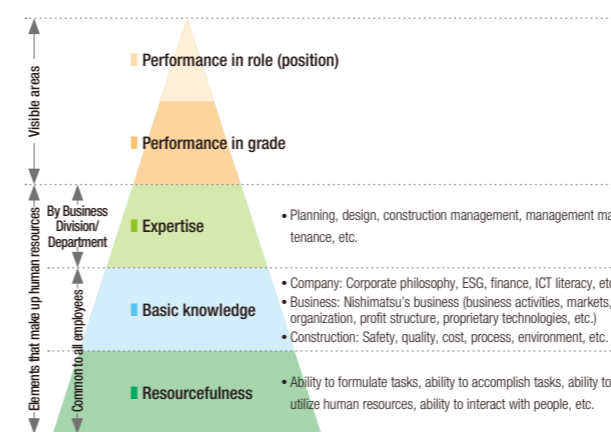 Visible areas
Elements that make up human resources
By Business
Division/
Department
Common to all employees
Performance in role (position)
Performance in grade
Expertise
• Planning, design, construction management, management
tenance, etc.
Basic knowledge
• Company: Corporate philosophy, ESG, finance, ICT literacy,
• Business: Nishimatsu's business (business activities, markets,
organization, profit structure, proprietary technologies, etc.)
• Construction: Safety, quality, cost, process, environment, etc.
Resourcefulness
• Ability to formulate tasks, ability to accomplish tasks, ability to
utilize human resources, ability to interact with people, etc.